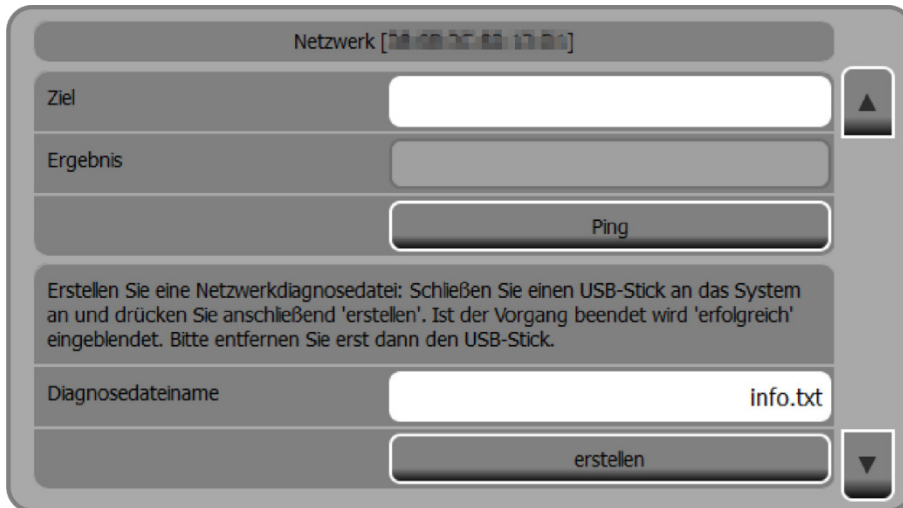 Netzwerk [
Ziel
Ergebnis
Ping
Erstellen Sie eine Netzwerkdiagnosedatei: Schließen Sie einen USB-Stick an das System
an und drücken Sie anschließend 'erstellen'. Ist der Vorgang beendet wird 'erfolgreich'
eingeblendet. Bitte entfernen Sie erst dann den USB-Stick.
Diagnosedateiname info.txt
erstellen